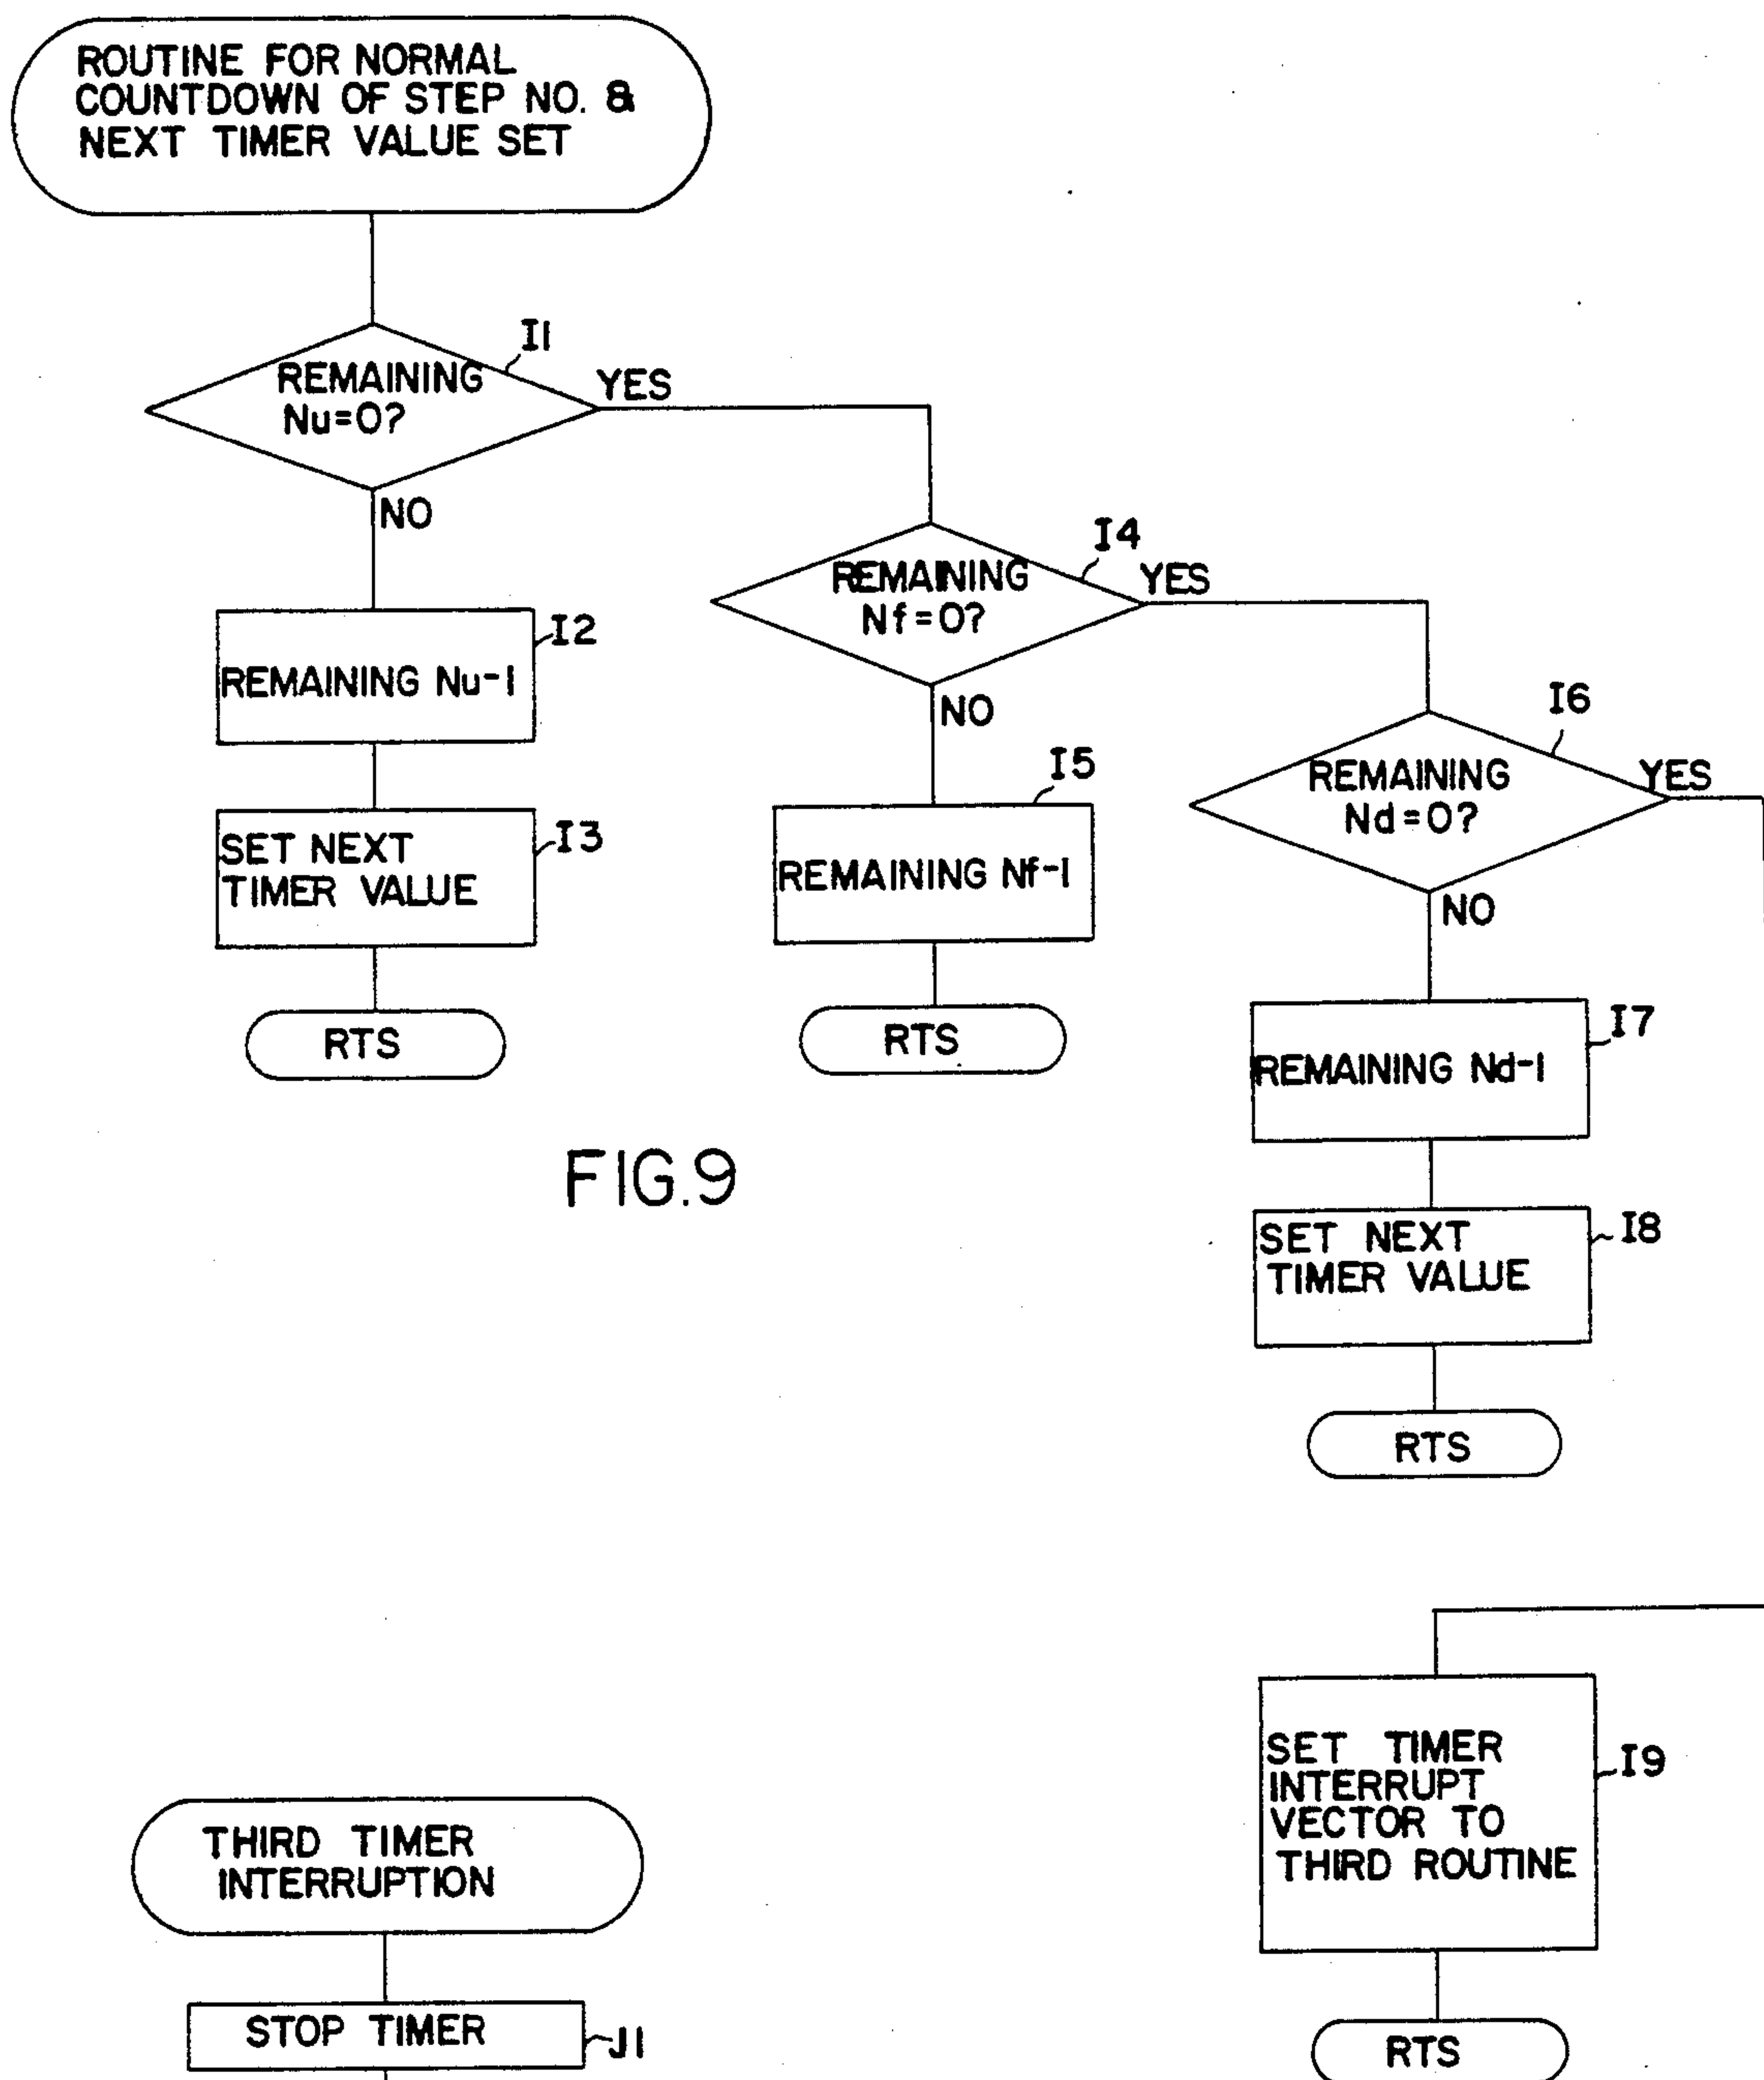 ROUTINE FOR NORMAL
COUNTDOWN OF STEP NO. &
NEXT TIMER VALUE SET
I1
REMAINING
Nu=0?
YES
NO
I2
REMAINING Nu-1
I3
SET NEXT
TIMER VALUE
RTS
I4
REMAINING
Nf=0?
YES
NO
I5
REMAINING Nf-1
RTS
I6
REMAINING
Nd=0?
YES
NO
I7
REMAINING Nd-1
I8
SET NEXT
TIMER VALUE
RTS
FIG.9
SET TIMER
INTERRUPT
VECTOR TO
THIRD ROUTINE
I9
RTS
THIRD TIMER
INTERRUPTION
STOP TIMER
J1